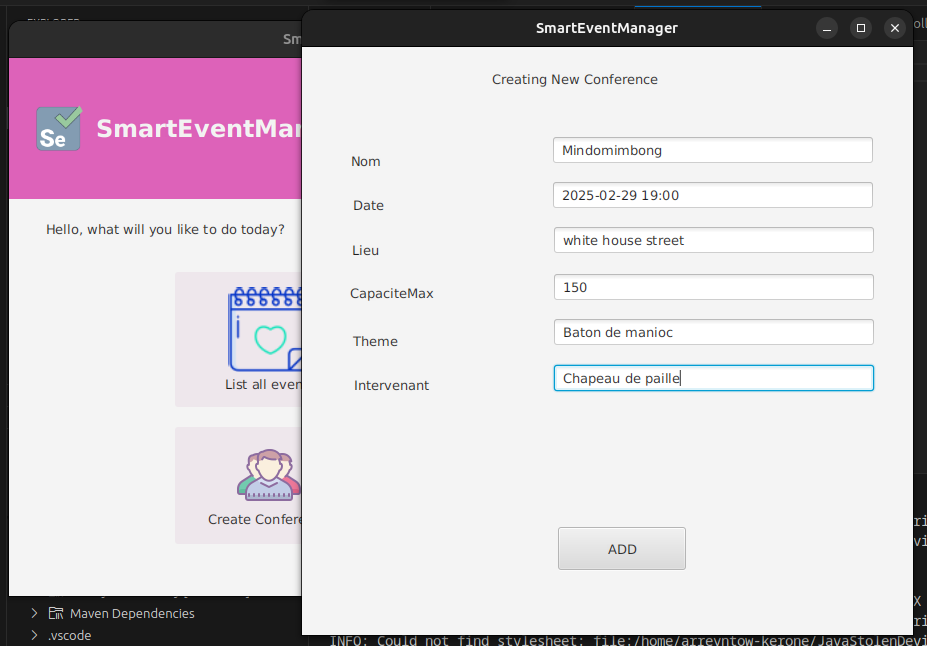 SmartEventManager
Creating New Conference
Nom
Mindomimbong
Date
2025-02-29 19:00
Lieu
white house street
CapaciteMax
150
Theme
Baton de manioc
Intervenant
Chapeau de paille
ADD
Se
SmartEventMan
Hello, what will you like to do today?
List all even
Create Confere
Maven Dependencies
.vscode
INFO: Could not find stylesheet: file:/home/arreyntow-kerone/JavaStolenDevi